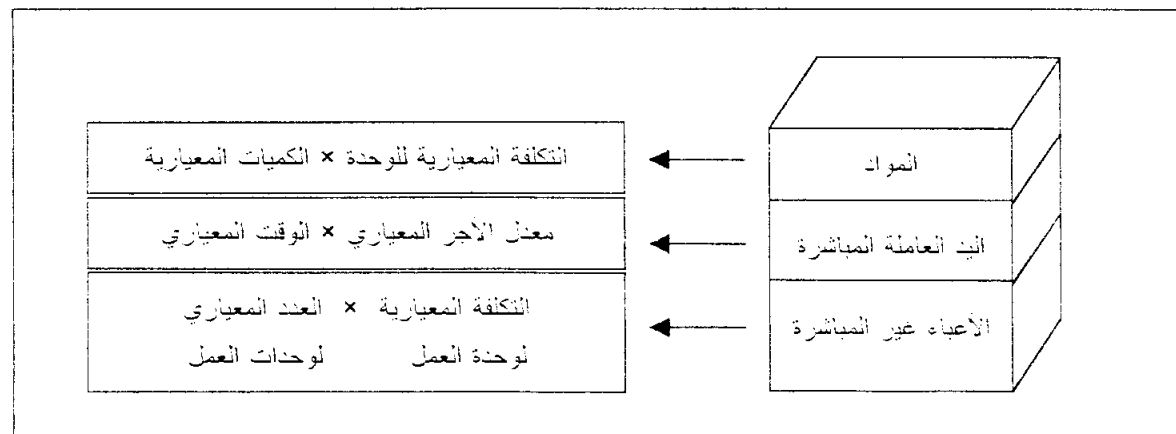 المواد
التكلفة المعيارية للوحدة × الكميات المعيارية
اليد العاملة المباشرة
معدل الأجر المعياري × الوقت المعياري
الأعباء غير المباشرة
التكلفة المعيارية × العدد المعياري
لوحدة العمل لوحدات العمل